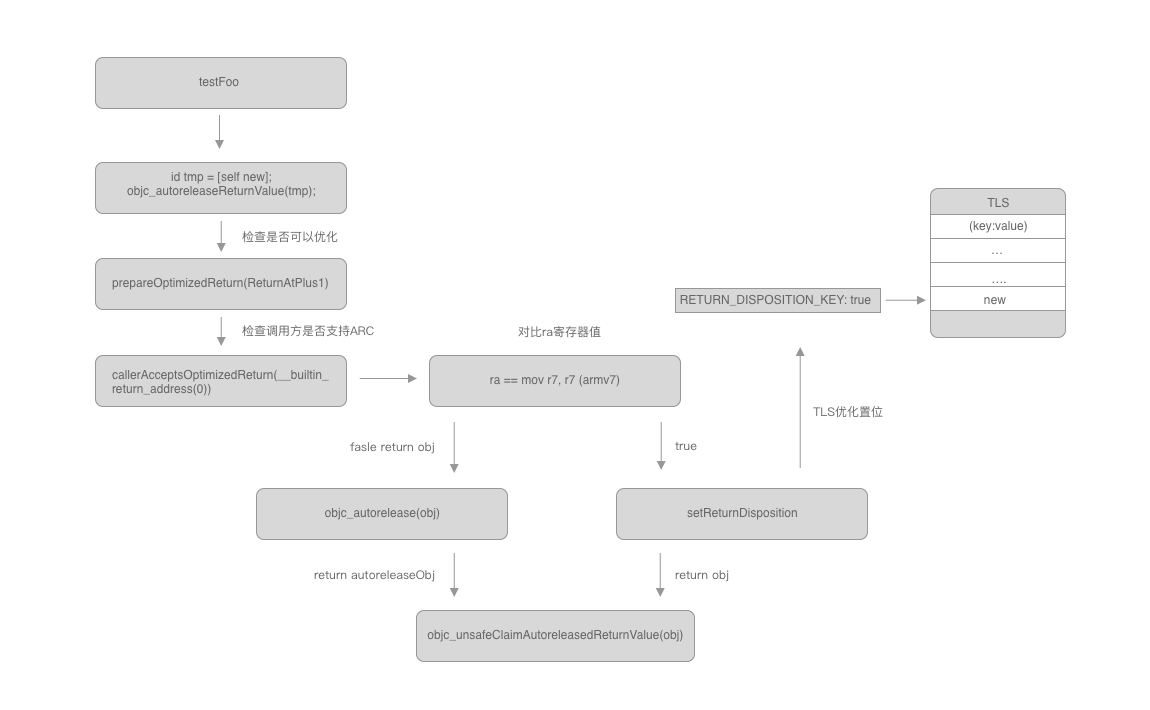 testFoo
id tmp = [self new];
objc_autoreleaseReturnValue(tmp);
检查是否可以优化
prepareOptimizedReturn(ReturnAtPlus1)
检查调用方是否支持ARC
callerAcceptsOptimizedReturn(__builtin_
return_address(0))
对比ra寄存器值
ra == mov r7, r7 (armv7)
fasle return obj
true
objc_autorelease(obj)
setReturnDisposition
return autoreleaseObj
return obj
objc_unsafeClaimAutoreleasedReturnValue(obj)
TLS优化置位
RETURN_DISPOSITION_KEY: true
TLS
(key:value)
...
....
new